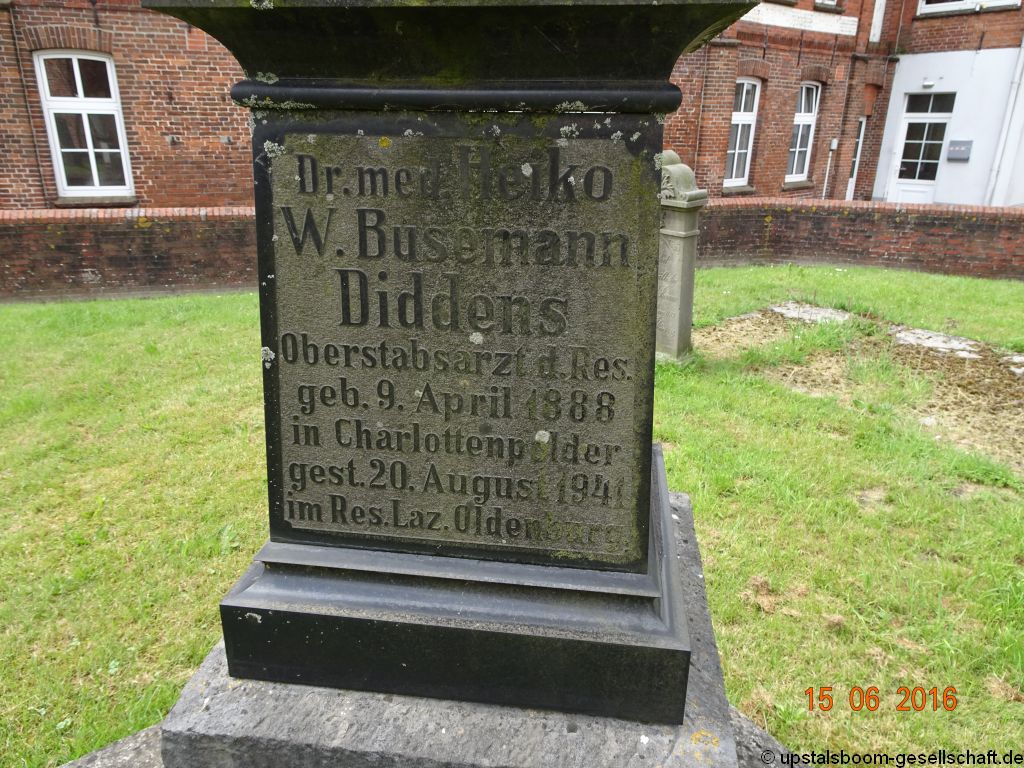 Dr. med. Heiko
W. Busemann
Diddens
Oberstabsarzt d. Res.
geb. 9. April 1888
in Charlottenpolder
gest. 20. August 1941
im Res. Laz. Oldenburg.
15 06 2016
© upstalsboom-gesellschaft.de